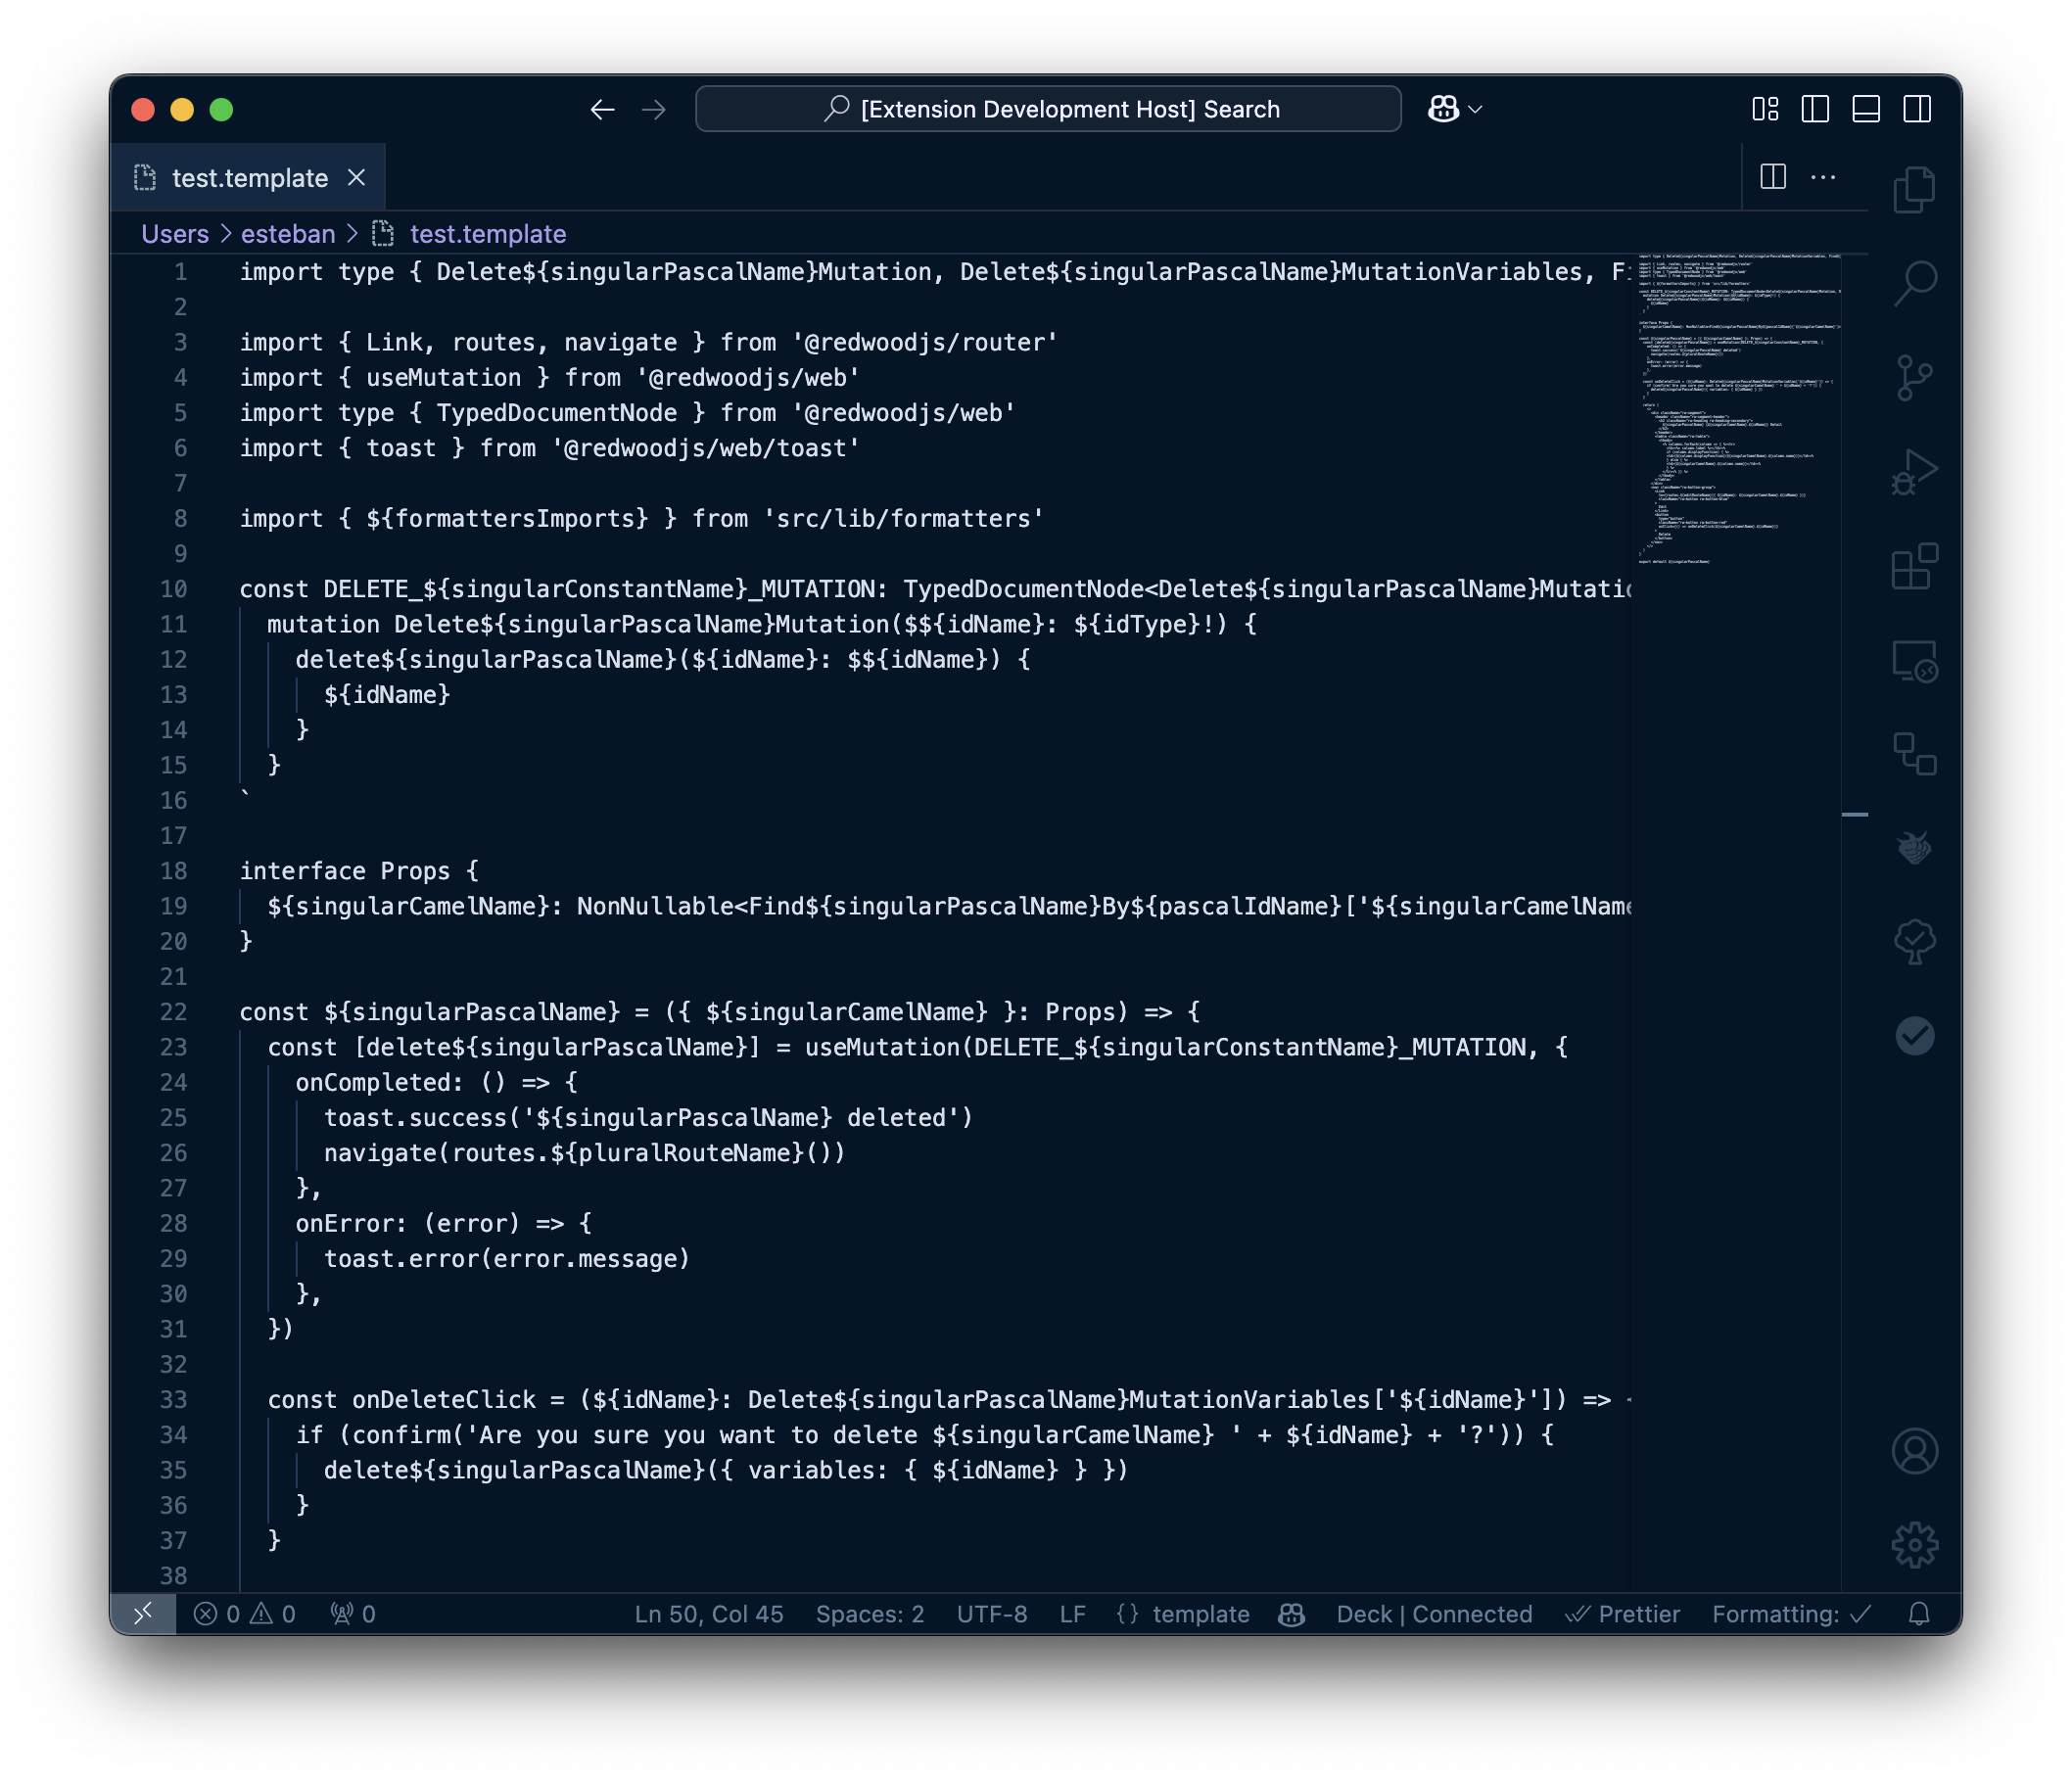 [Extension Development Host] Search
test.template
Users > esteban > test.template
1 import type { Delete${singularPascalName}Mutation, Delete${singularPascalName}MutationVariables, F
2
3 import { Link, routes, navigate } from '@redwoodjs/router'
4 import { useMutation } from '@redwoodjs/web'
5 import type { TypedDocumentNode } from '@redwoodjs/web'
6 import { toast } from '@redwoodjs/web/toast'
7
8 import { ${formattersImports} } from 'src/lib/formatters'
9
10 const DELETE_${singularConstantName}_MUTATION: TypedDocumentNode<Delete${singularPascalName}Mutatio
11 mutation Delete${singularPascalName}Mutation($${idName}: ${idType}!) {
12 delete${singularPascalName}(${idName}: $${idName}) {
13 ${idName}
14 }
15 }
16 `
17
18 interface Props {
19 ${singularCamelName}: NonNullable<Find${singularPascalName}By${pascalIdName}['${singularCamelName
20 }
21
22 const ${singularPascalName} = ({ ${singularCamelName} }: Props) => {
23 const [delete${singularPascalName}] = useMutation(DELETE_${singularConstantName}_MUTATION, {
24 onCompleted: () => {
25 toast.success('${singularPascalName} deleted')
26 navigate(routes.${pluralRouteName}())
27 },
28 onError: (error) => {
29 toast.error(error.message)
30 },
31 })
32
33 const onDeleteClick = (${idName}: Delete${singularPascalName}MutationVariables['${idName}']) =>
34 if (confirm('Are you sure you want to delete ${singularCamelName} ' + ${idName} + '?')) {
35 delete${singularPascalName}({ variables: { ${idName} } })
36 }
37 }
38
0 0 0 Ln 50, Col 45 Spaces: 2 UTF-8 LF {} template Deck | Connected Prettier Formatting: